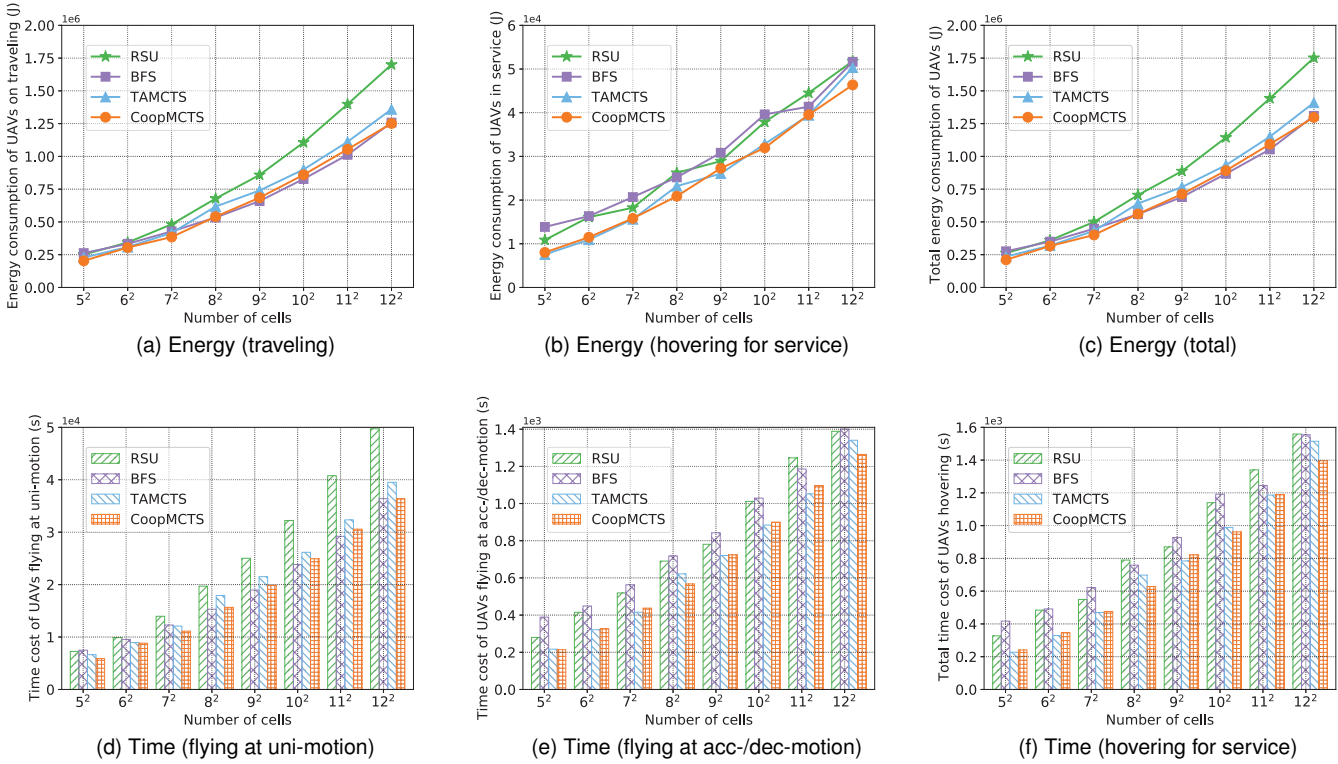 1e6
Energy consumption of UAVs on traveling (J)
2.00
1.75
1.50
1.25
1.00
0.75
0.50
0.25
0.00
RSU
BFS
TAMCTS
CoopMCTS
5² 6² 7² 8² 9² 10² 11² 12²
Number of cells
(a) Energy (traveling)
1e4
Energy consumption of UAVs in service (J)
6
5
4
3
2
1
0
RSU
BFS
TAMCTS
CoopMCTS
5² 6² 7² 8² 9² 10² 11² 12²
Number of cells
(b) Energy (hovering for service)
1e6
Total energy consumption of UAVs (J)
2.00
1.75
1.50
1.25
1.00
0.75
0.50
0.25
0.00
RSU
BFS
TAMCTS
CoopMCTS
5² 6² 7² 8² 9² 10² 11² 12²
Number of cells
(c) Energy (total)
1e4
Time cost of UAVs flying at uni-motion (s)
5
4
3
2
1
0
RSU
BFS
TAMCTS
CoopMCTS
5² 6² 7² 8² 9² 10² 11² 12²
Number of cells
(d) Time (flying at uni-motion)
1e3
Time cost of UAVs flying at acc-/dec-motion (s)
1.4
1.2
1.0
0.8
0.6
0.4
0.2
0.0
RSU
BFS
TAMCTS
CoopMCTS
5² 6² 7² 8² 9² 10² 11² 12²
Number of cells
(e) Time (flying at acc-/dec-motion)
1e3
Total time cost of UAVs hovering (s)
1.6
1.4
1.2
1.0
0.8
0.6
0.4
0.2
0.0
RSU
BFS
TAMCTS
CoopMCTS
5² 6² 7² 8² 9² 10² 11² 12²
Number of cells
(f) Time (hovering for service)